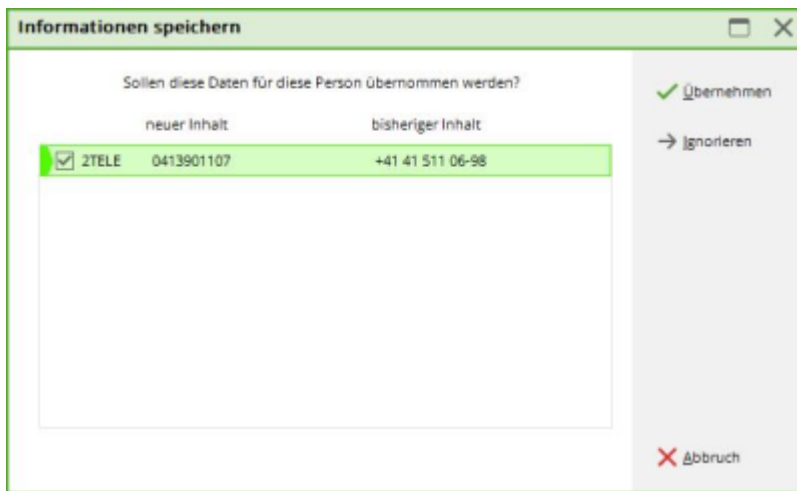 Informationen speichern
Sollen diese Daten für diese Person übernommen werden?
neuer Inhalt bisheriger Inhalt
2TELE 0413901107 +41 41 511 06-98
Übernehmen
Ignorieren
Abbruch